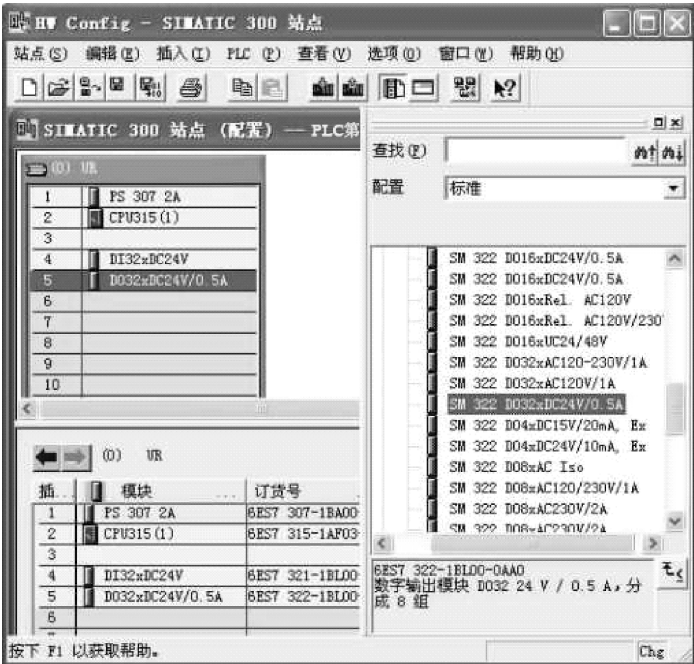 HW Config - SIMATIC 300 站点
站点(S) 编辑(E) 插入(I) PLC (P) 查看(V) 选项(O) 窗口(W) 帮助(H)
SIMATIC 300 站点 (配置) -- PLC第
(0) UR
1 PS 307 2A
2 CPU315(1)
3
4 DI32xDC24V
5 DO32xDC24V/0.5A
6
7
8
9
10
查找(F)
配置 标准
SM 322 DO16xDC24V/0.5A
SM 322 DO16xDC24V/0.5A
SM 322 DO16xRel. AC120V
SM 322 DO16xRel. AC120V/230
SM 322 DO16xUC24/48V
SM 322 DO32xAC120-230V/1A
SM 322 DO32xAC120V/1A
SM 322 DO32xDC24V/0.5A
SM 322 DO4xDC15V/20mA, Ex
SM 322 DO4xDC24V/10mA, Ex
SM 322 DO8xAC Iso
SM 322 DO8xAC120/230V/1A
SM 322 DO8xAC230V/2A
SM 322 DO8xAC230V/2A
(0) UR
插... 模块 ... 订货号
1 PS 307 2A 6ES7 307-1BA00
2 CPU315(1) 6ES7 315-1AF03
3
4 DI32xDC24V 6ES7 321-1BL00
5 DO32xDC24V/0.5A 6ES7 322-1BL00
6
6ES7 322-1BL00-0AA0
数字输出模块 DO32 24 V / 0.5 A，分
成 8 组
按下 F1 以获取帮助。
Chg